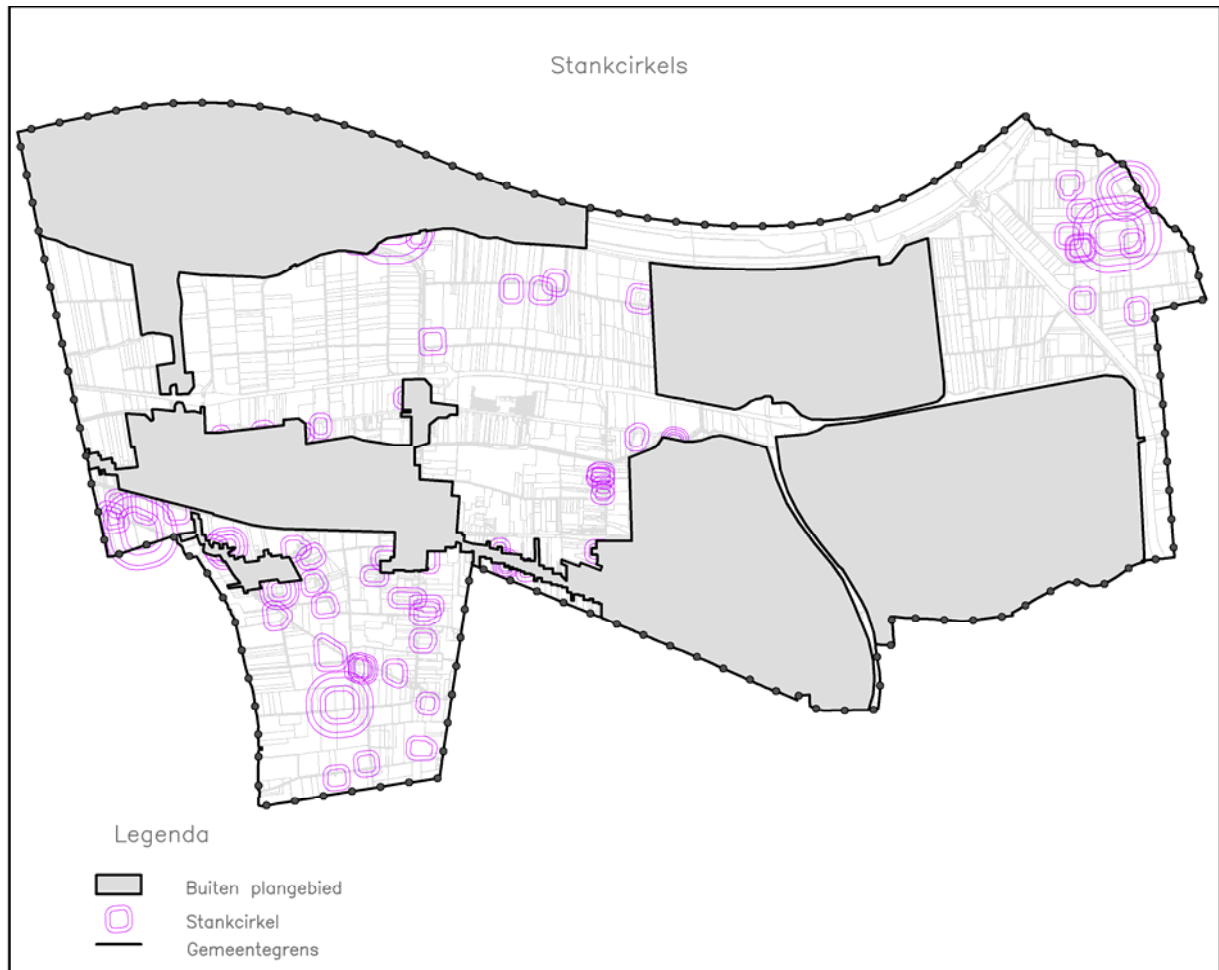 Stankcirkels
Legenda
Buiten plangebied
Stankcirkel
Gemeentegrens